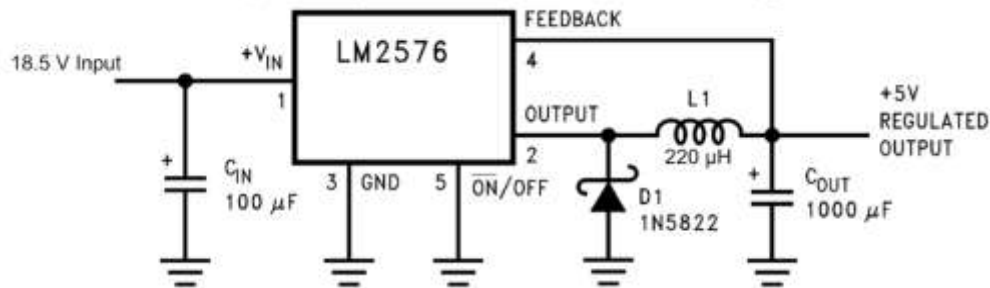 FEEDBACK
18.5 V Input
+VIN
LM2576
4
1
OUTPUT
L1
+5V
REGULATED
OUTPUT
2
220 μH
+
CIN
100 μF
3 GND
5 ON/OFF
D1
1N5822
+
COUT
1000 μF